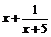 x + 1/(x+5)